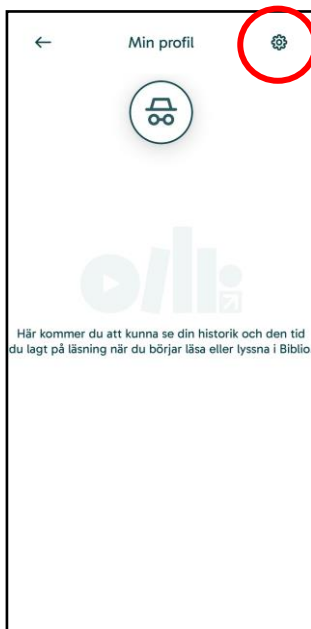 Min profil
Här kommer du att kunna se din historik och den tid
du lagt på läsning när du börjar läsa eller lyssna i Biblio